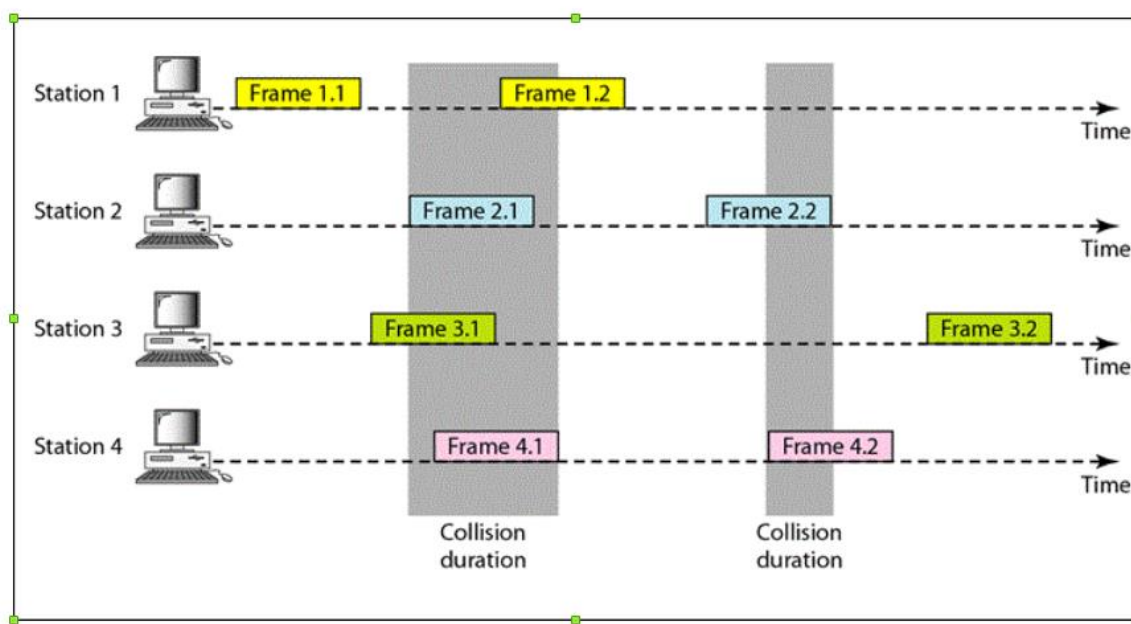 Station 1
Frame 1.1
Frame 1.2
Time
Station 2
Frame 2.1
Frame 2.2
Time
Station 3
Frame 3.1
Frame 3.2
Time
Station 4
Frame 4.1
Frame 4.2
Time
Collision
duration
Collision
duration